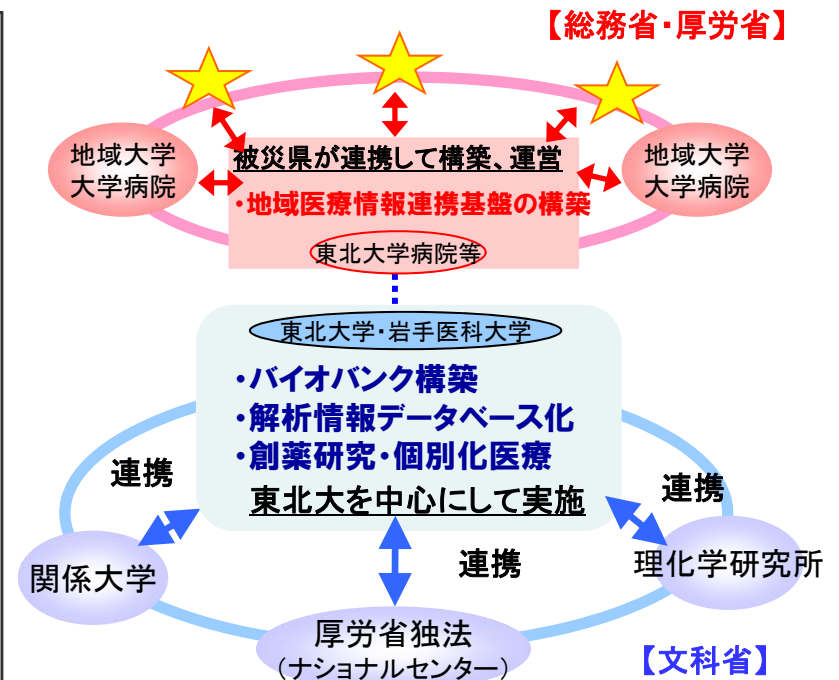 【総務省・厚労省】
地域大学
大学病院
被災県が連携して構築、運営
・地域医療情報連携基盤の構築
地域大学
大学病院
東北大学病院等
東北大学・岩手医科大学
・バイオバンク構築
・解析情報データベース化
・創薬研究・個別化医療
東北大を中心にして実施
連携
連携
連携
関係大学
理化学研究所
厚労省独法
（ナショナルセンター）
【文科省】